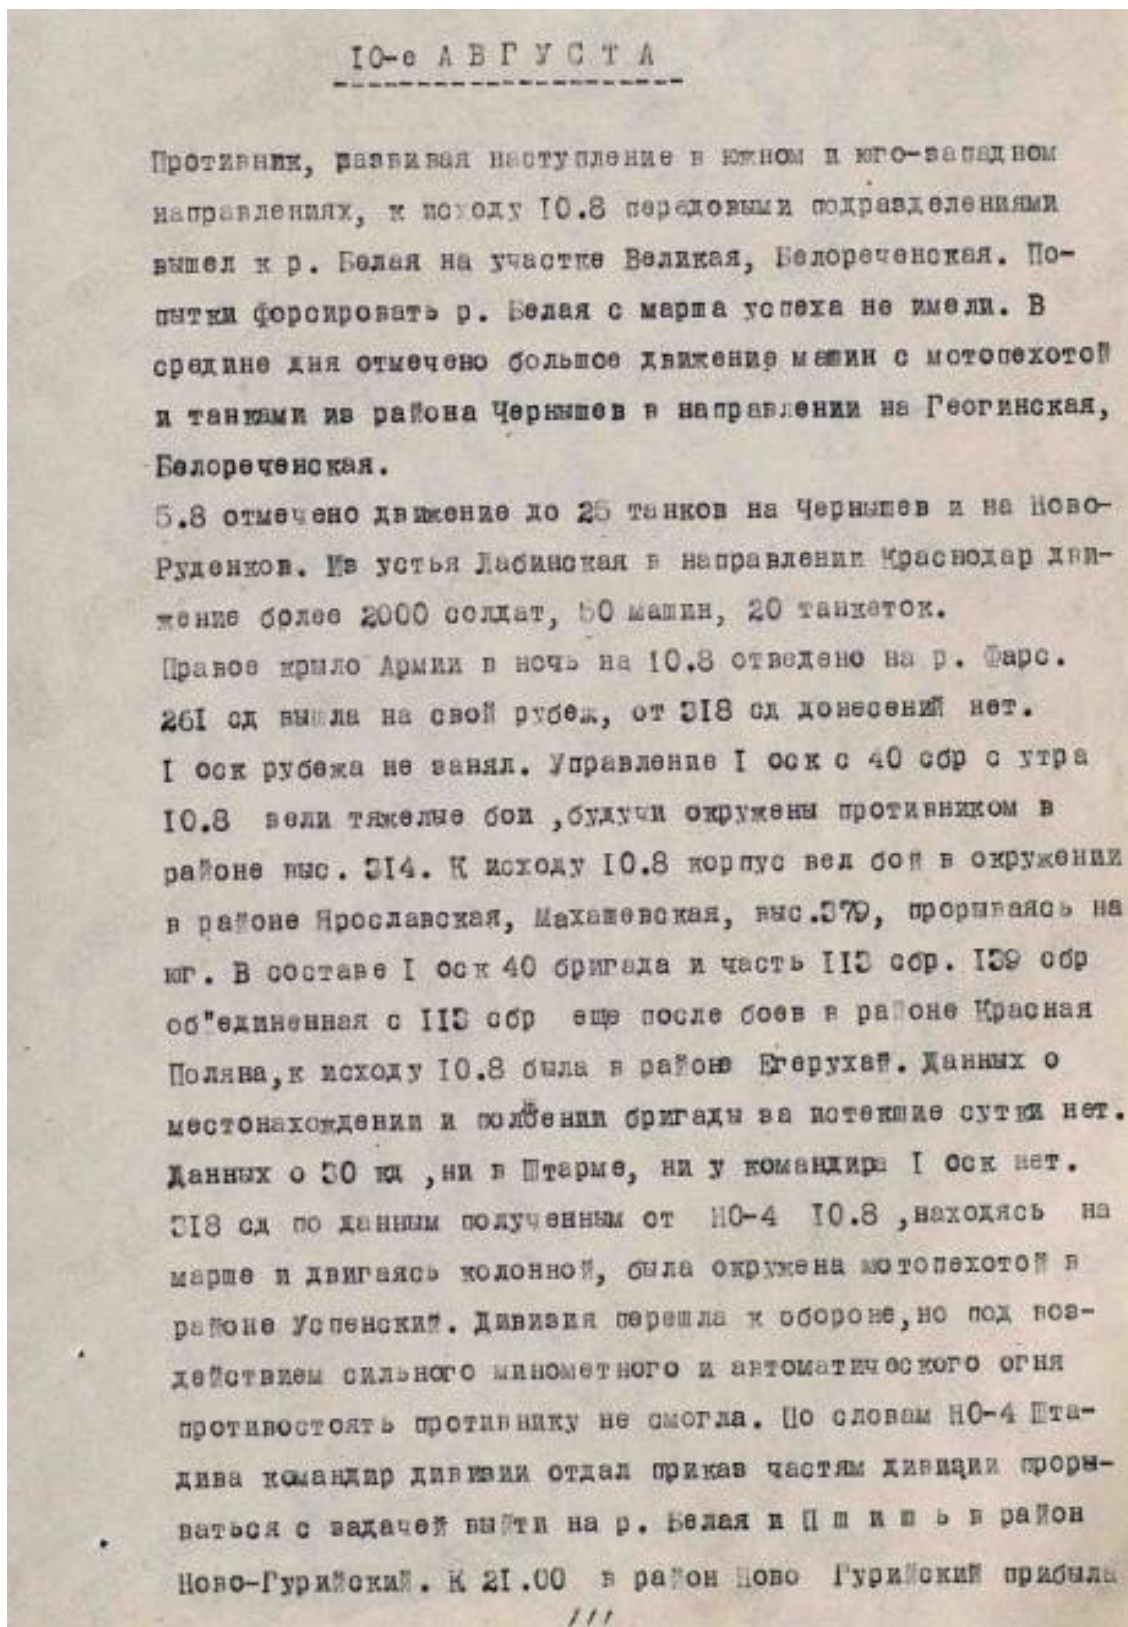 10-е АВГУСТА
Противник, развивая наступление в южном и юго-западном
направлениях, к исходу 10.8 передовыми подразделениями
вышел к р. Белая на участке Великая, Белореченская. По-
пытки форсировать р. Белая с марша успеха не имели. В
средине дня отмечено большое движение машин с мотопехотой
и танками из района Чернышев в направлении на Геогинская,
Белореченская.
5.8 отмечено движение до 25 танков на Чернышев и на Ново-
Руденков. Из устья Лабинская в направлении Краснодар дви-
жение более 2000 солдат, 50 машин, 20 танкеток.
Правое крыло Армии в ночь на 10.8 отведено на р. Фарс.
261 сд вышла на свой рубеж, от 318 сд донесений нет.
I оск рубежа не занял. Управление I оск с 40 сбр с утра
10.8 вели тяжелые бои ,будучи окружены противником в
районе выс. 314. К исходу 10.8 корпус вел бой в окружении
в районе Ярославская, Махашевская, выс.379, прорываясь на
юг. В составе I оск 40 бригада и часть 113 сбр. 139 сбр
об"единенная с 113 сбр еще после боев в районе Красная
Поляна,к исходу 10.8 была в районе Егерухай. Данных о
местонахождении и положении бригады за истекшие сутки нет.
Данных о 30 кд ,ни в Штарме, ни у командира I оск нет.
318 сд по данным полученным от НО-4 10.8 ,находясь на
марше и двигаясь колонной, была окружена мотопехотой в
районе Успенский. Дивизия перешла к обороне,но под воз-
действием сильного минометного и автоматического огня
противостоять противнику не смогла. По словам НО-4 Шта-
дива командир дивизии отдал приказ частям дивизии проры-
ваться с задачей выйти на р. Белая и Пшишь в район
Ново-Гурийский. К 21.00 в район Ново Гурийский прибыла
111